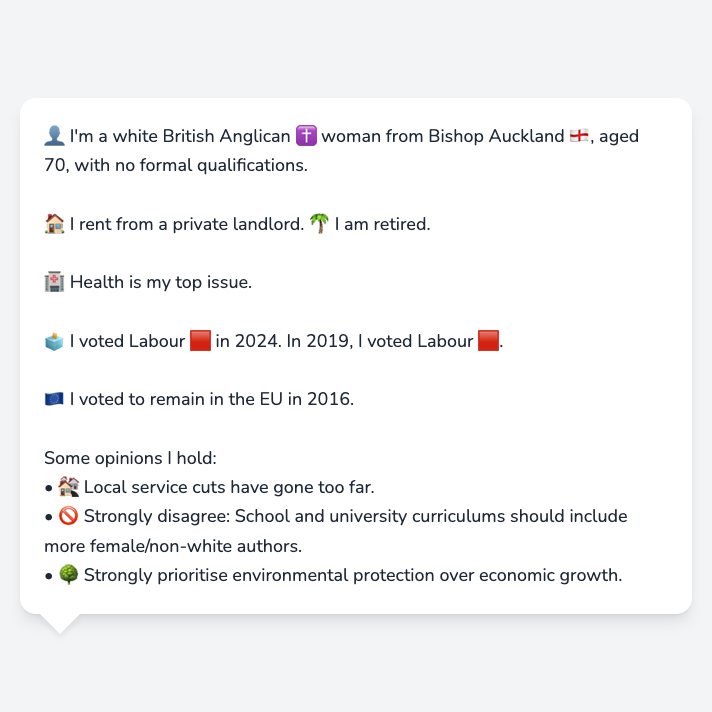 👤 I'm a white British Anglican ✝️ woman from Bishop Auckland 🏴󠁧󠁢󠁥󠁮󠁧󠁿, aged
70, with no formal qualifications.
🏠 I rent from a private landlord. 🌴 I am retired.
🏥 Health is my top issue.
🗳️ I voted Labour 🟥 in 2024. In 2019, I voted Labour 🟥.
🇪🇺 I voted to remain in the EU in 2016.
Some opinions I hold:
• 🏚️ Local service cuts have gone too far.
• 🚫 Strongly disagree: School and university curriculums should include
more female/non-white authors.
• 🌳 Strongly prioritise environmental protection over economic growth.